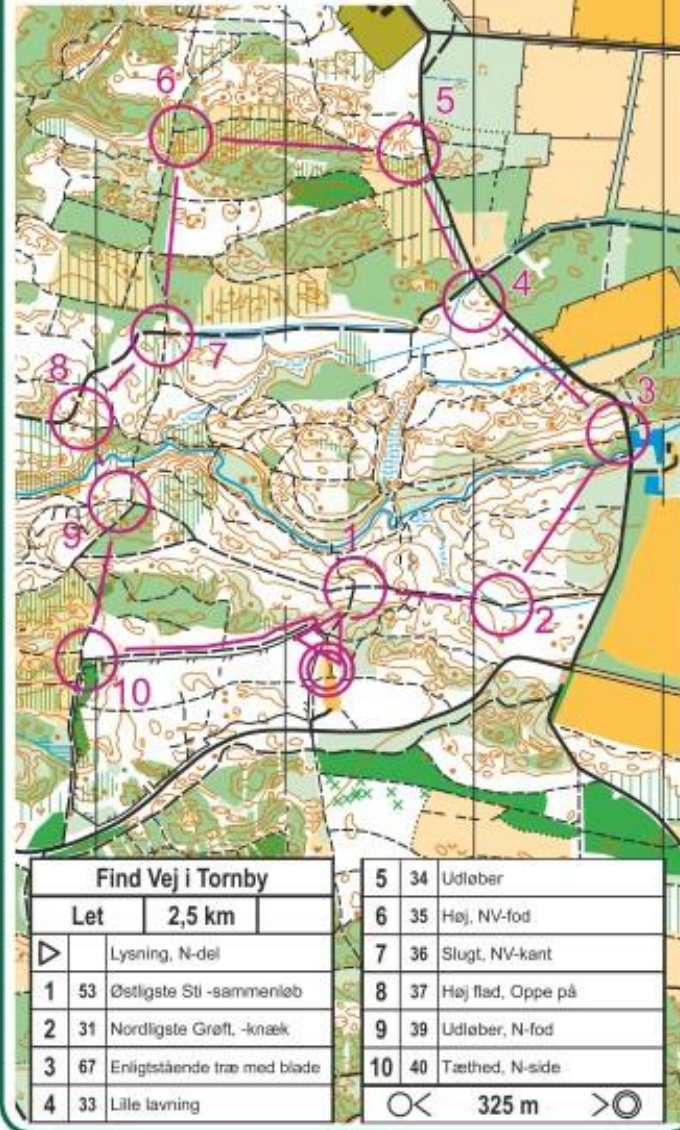 6
5
4
7
8
3
9
1
2
10
Find Vej i Tornby
Let 2,5 km
Lysning, N-del
1 53 Østligste Sti -sammenløb
2 31 Nordligste Grøft, -knæk
3 67 Enligtstående træ med blade
4 33 Lille lavning
5 34 Udløber
6 35 Høj, NV-fod
7 36 Slugt, NV-kant
8 37 Høj flad, Oppe på
9 39 Udløber, N-fod
10 40 Tæthed, N-side
325 m